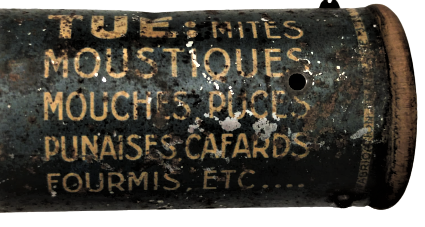 TUE: MITES
MOUSTIQUES
MOUCHES PUCES
PUNAISES CAFARDS
FOURMIS, ETC....